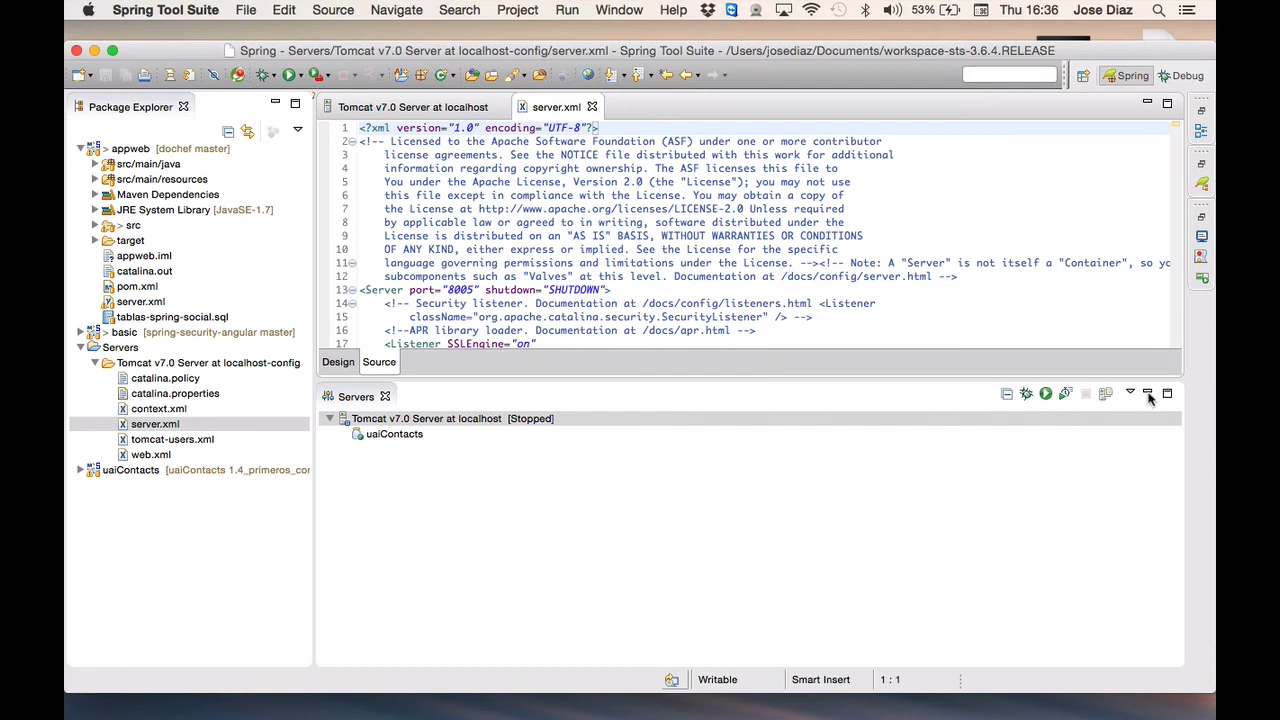 Spring Tool Suite File Edit Source Navigate Search Project Run Window Help 53% Thu 16:36 Jose Diaz
Spring - Servers/Tomcat v7.0 Server at localhost-config/server.xml - Spring Tool Suite - /Users/josediaz/Documents/workspace-sts-3.6.4.RELEASE
Spring Debug
Package Explorer
> appweb [dochef master]
src/main/java
src/main/resources
Maven Dependencies
JRE System Library [JavaSE-1.7]
> src
target
appweb.iml
catalina.out
pom.xml
server.xml
tablas-spring-social.sql
> basic [spring-security-angular master]
Servers
Tomcat v7.0 Server at localhost-config
catalina.policy
catalina.properties
context.xml
server.xml
tomcat-users.xml
web.xml
uaiContacts [uaiContacts 1.4_primeros_co
Tomcat v7.0 Server at localhost server.xml
1 <?xml version="1.0" encoding="UTF-8"?>
2 <!-- Licensed to the Apache Software Foundation (ASF) under one or more contributor
3 license agreements. See the NOTICE file distributed with this work for additional
4 information regarding copyright ownership. The ASF licenses this file to
5 You under the Apache License, Version 2.0 (the "License"); you may not use
6 this file except in compliance with the License. You may obtain a copy of
7 the License at http://www.apache.org/licenses/LICENSE-2.0 Unless required
8 by applicable law or agreed to in writing, software distributed under the
9 License is distributed on an "AS IS" BASIS, WITHOUT WARRANTIES OR CONDITIONS
10 OF ANY KIND, either express or implied. See the License for the specific
11 language governing permissions and limitations under the License. --><!-- Note: A "Server" is not itself a "Container", so yo
12 subcomponents such as "Valves" at this level. Documentation at /docs/config/server.html -->
13 <Server port="8005" shutdown="SHUTDOWN">
14 <!-- Security listener. Documentation at /docs/config/listeners.html <Listener
15 className="org.apache.catalina.security.SecurityListener" /> -->
16 <!--APR library loader. Documentation at /docs/apr.html -->
17 <Listener SSLEngine="on"
Design Source
Servers
Tomcat v7.0 Server at localhost [Stopped]
uaiContacts
Writable Smart Insert 1 : 1